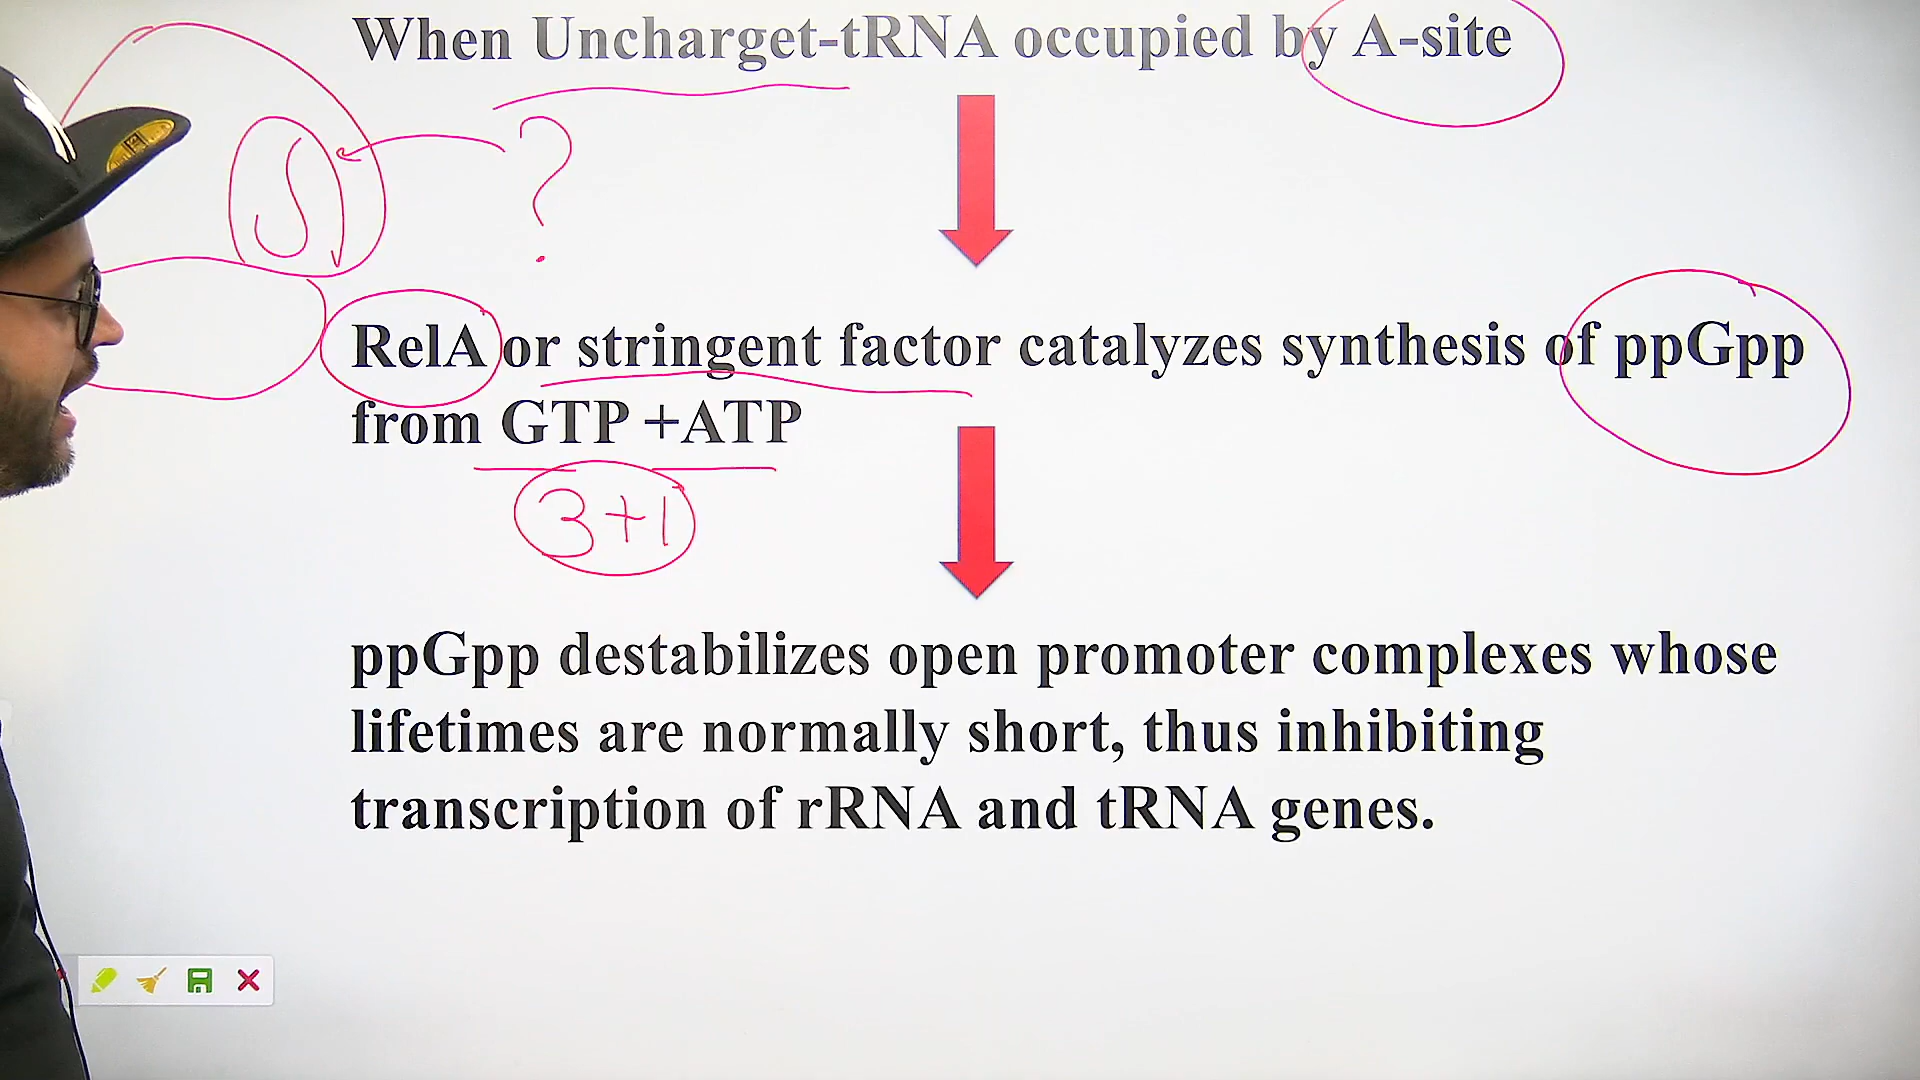 When Uncharget-tRNA occupied by A-site
?
RelA or stringent factor catalyzes synthesis of ppGpp
from GTP +ATP
3+1
ppGpp destabilizes open promoter complexes whose
lifetimes are normally short, thus inhibiting
transcription of rRNA and tRNA genes.